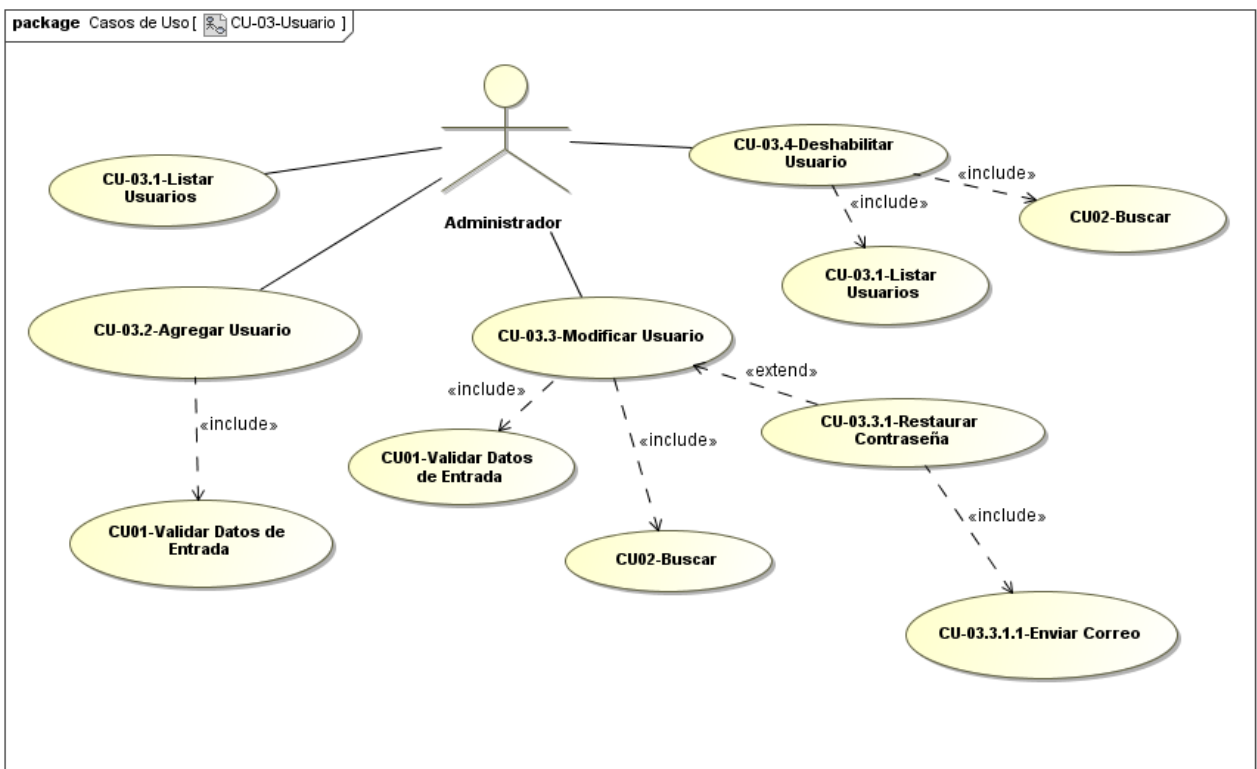 package Casos de Uso [ CU-03-Usuario ]
CU-03.4-Deshabilitar
Usuario
«include»
CU-03.1-Listar
Usuarios
«include»
CU02-Buscar
Administrador
CU-03.1-Listar
Usuarios
CU-03.2-Agregar Usuario
CU-03.3-Modificar Usuario
«extend»
«include»
CU-03.3.1-Restaurar
Contraseña
«include»
«include»
CU01-Validar Datos
de Entrada
«include»
CU01-Validar Datos de
Entrada
CU02-Buscar
CU-03.3.1.1-Enviar Correo